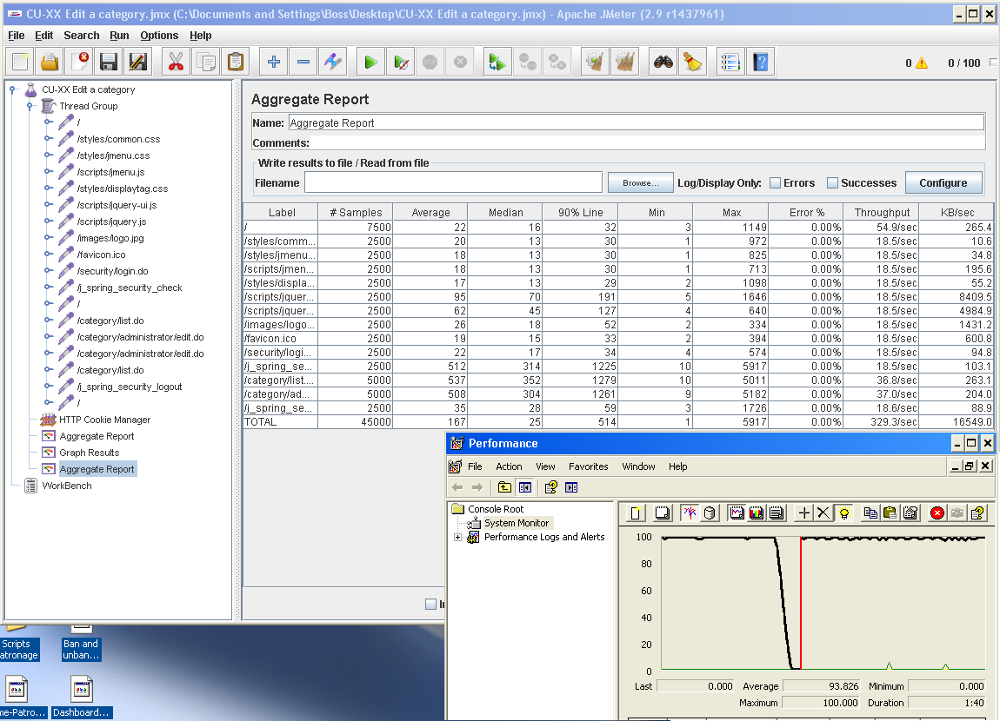 CU-XX Edit a category.jmx (C:\Documents and Settings\Boss\Desktop\CU-XX Edit a category.jmx) - Apache JMeter (2.9 r1437961)
File Edit Search Run Options Help
0 0 / 100
CU-XX Edit a category
Thread Group
/
/styles/common.css
/styles/jmenu.css
/scripts/jmenu.js
/styles/displaytag.css
/scripts/jquery-ui.js
/scripts/jquery.js
/images/logo.jpg
/favicon.ico
/security/login.do
/j_spring_security_check
/
/category/list.do
/category/administrator/edit.do
/category/administrator/edit.do
/category/list.do
/j_spring_security_logout
/
HTTP Cookie Manager
Aggregate Report
Graph Results
Aggregate Report
WorkBench
Aggregate Report
Name: Aggregate Report
Comments:
Write results to file / Read from file
Filename Browse... Log/Display Only: Errors Successes Configure
Label # Samples Average Median 90% Line Min Max Error % Throughput KB/sec
/ 7500 22 16 32 3 1149 0.00% 54.9/sec 265.4
/styles/comm... 2500 20 13 30 1 972 0.00% 18.5/sec 10.6
/styles/jmenu... 2500 18 13 30 1 825 0.00% 18.5/sec 34.8
/scripts/jmen... 2500 18 13 30 1 713 0.00% 18.5/sec 195.6
/styles/displa... 2500 17 13 29 2 1098 0.00% 18.5/sec 55.2
/scripts/jquer... 2500 95 70 191 5 1646 0.00% 18.5/sec 8409.5
/scripts/jquer... 2500 62 45 127 4 640 0.00% 18.5/sec 4984.9
/images/logo... 2500 26 18 52 2 334 0.00% 18.5/sec 1431.2
/favicon.ico 2500 19 15 33 2 394 0.00% 18.5/sec 600.8
/security/logi... 2500 22 17 34 4 574 0.00% 18.5/sec 94.8
/j_spring_se... 2500 512 314 1225 10 5917 0.00% 18.5/sec 103.1
/category/list.... 5000 537 352 1279 10 5011 0.00% 36.8/sec 263.1
/category/ad... 5000 508 304 1261 9 5182 0.00% 37.0/sec 204.0
/j_spring_se... 2500 35 28 59 3 1726 0.00% 18.6/sec 88.9
TOTAL 45000 167 25 514 1 5917 0.00% 329.3/sec 16549.0
Performance
File Action View Favorites Window Help
Console Root
System Monitor
Performance Logs and Alerts
100
80
60
40
20
0
Last 0.000 Average 93.826 Minimum 0.000
Maximum 100.000 Duration 1:40
Scripts
atronage
Ban and
unban...
me-Patro...
Dashboard...